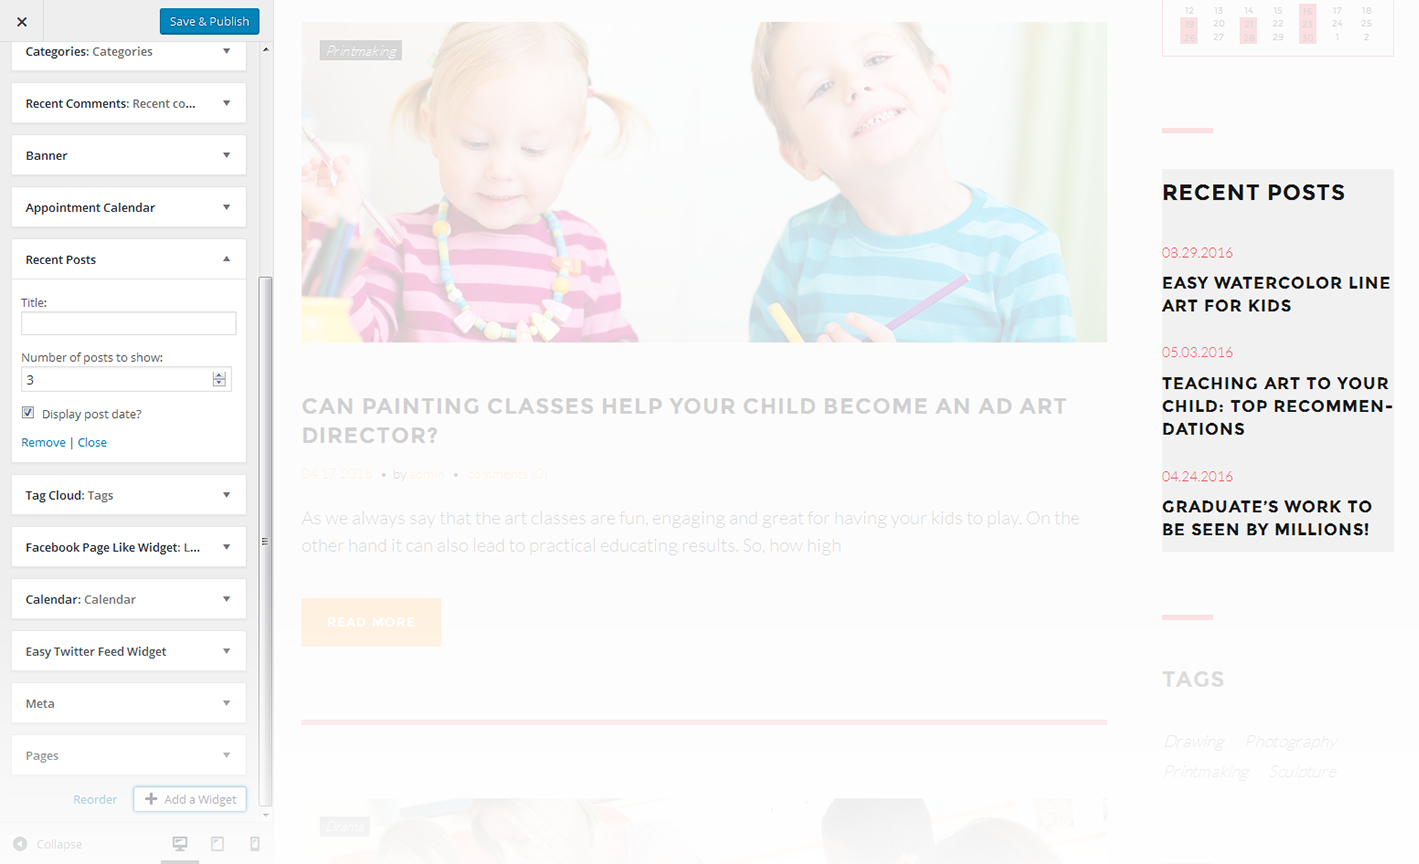 Save & Publish
Categories: Categories
Recent Comments: Recent co...
Banner
Appointment Calendar
Recent Posts
Title:
Number of posts to show:
3
Display post date?
Remove | Close
Tag Cloud: Tags
Facebook Page Like Widget: L...
Calendar: Calendar
Easy Twitter Feed Widget
Meta
Pages
Reorder
Add a Widget
Collapse
Printmaking
CAN PAINTING CLASSES HELP YOUR CHILD BECOME AN AD ART
DIRECTOR?
04.17.2016 • by admin • comments (0)
As we always say that the art classes are fun, engaging and great for having your kids to play. On the
other hand it can also lead to practical educating results. So, how high
READ MORE
Drama
12 13 14 15 16 17 18
19 20 21 22 23 24 25
26 27 28 29 30 1 2
RECENT POSTS
08.29.2016
EASY WATERCOLOR LINE
ART FOR KIDS
05.03.2016
TEACHING ART TO YOUR
CHILD: TOP RECOMMEN-
DATIONS
04.24.2016
GRADUATE'S WORK TO
BE SEEN BY MILLIONS!
TAGS
Drawing Photography
Printmaking Sculpture